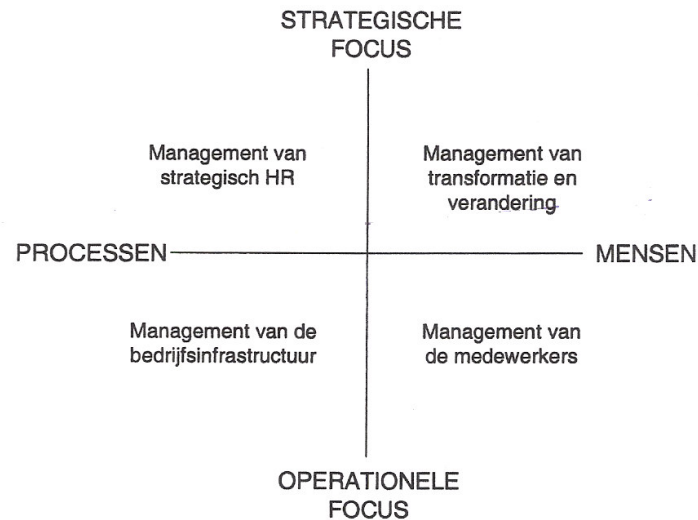 STRATEGISCHE
FOCUS
Management van
strategisch HR
Management van
transformatie en
verandering
PROCESSEN
MENSEN
Management van de
bedrijfsinfrastructuur
Management van
de medewerkers
OPERATIONELE
FOCUS